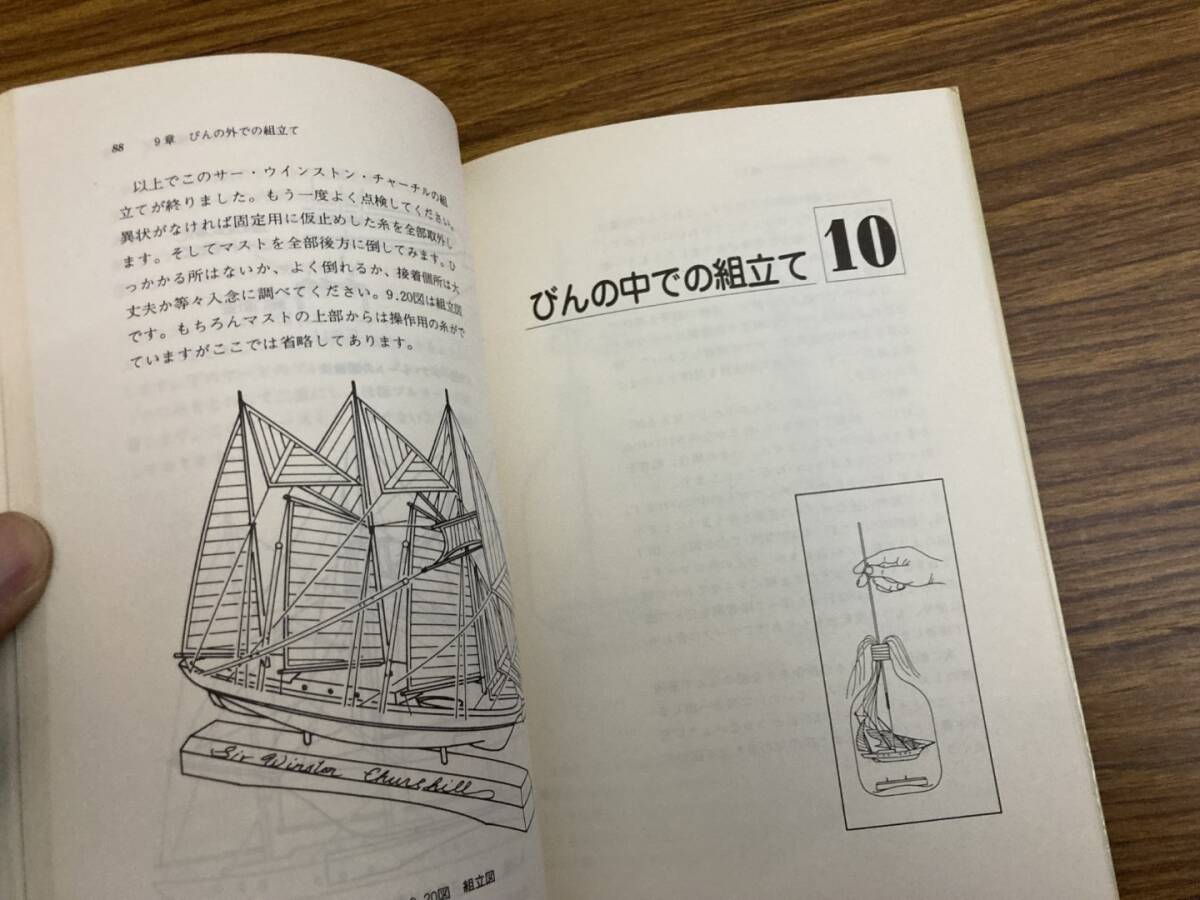 88　9章　びんの外での組立て
以上でこのサー・ウインストン・チャーチルの組
立てが終りました。もう一度よく点検してください。
異状がなければ固定用に仮止めした糸を全部取外し
ます。そしてマストを全部後方に倒してみます。ひ
っかかる所はないか、よく倒れるか、接着個所は大
丈夫か等々入念に調べてください。9.20図は組立図
です。もちろんマストの上部からは操作用の糸がで
ていますがここでは省略してあります。
Sir Winston Churshill
20図　組立図
びんの中での組立て
10